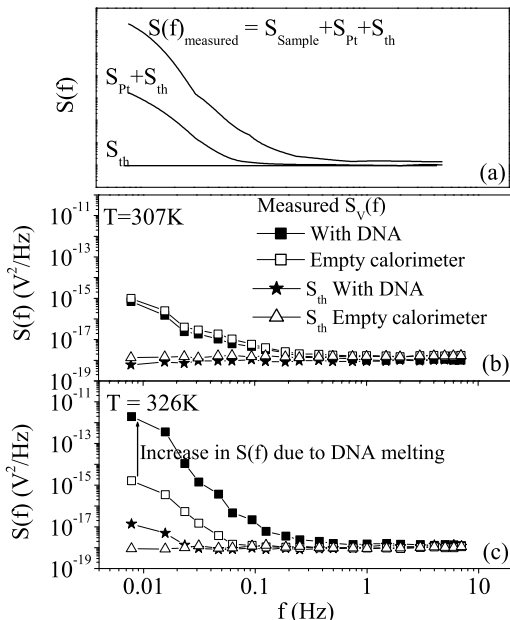 S(f)measured = SSample+SPt+Sth
SPt+Sth
Sth
S(f)
(a)
T=307K
Measured SV(f)
With DNA
Empty calorimeter
Sth With DNA
Sth Empty calorimeter
S(f) (V²/Hz)
10⁻¹¹
10⁻¹³
10⁻¹⁵
10⁻¹⁷
10⁻¹⁹
(b)
T = 326K
Increase in S(f) due to DNA melting
S(f) (V²/Hz)
10⁻¹¹
10⁻¹³
10⁻¹⁵
10⁻¹⁷
10⁻¹⁹
(c)
0.01 0.1 1 10
f (Hz)